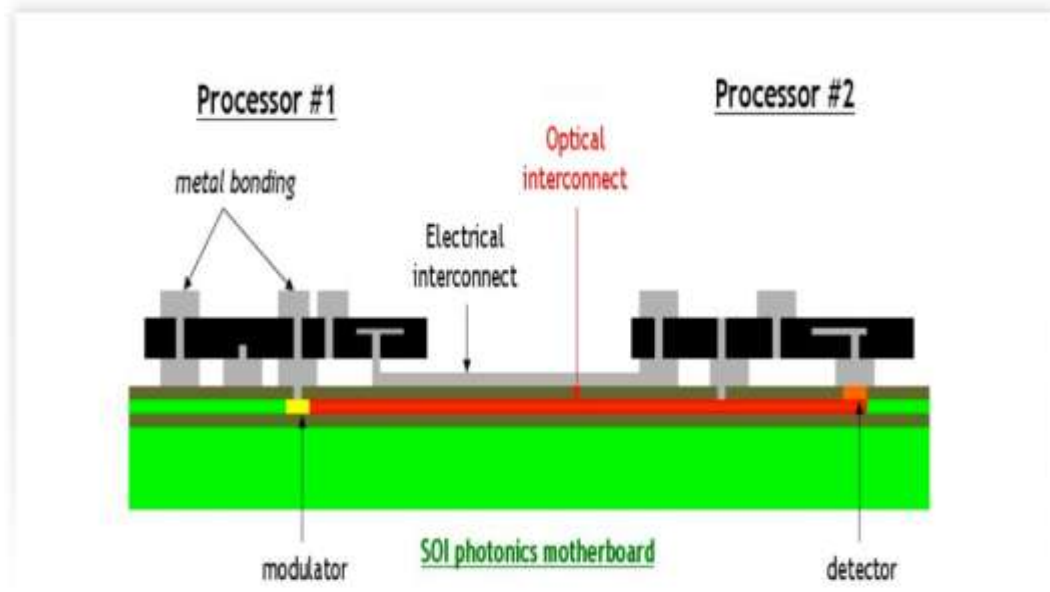 Processor #1
Processor #2
Optical
interconnect
metal bonding
Electrical
interconnect
SOI photonics motherboard
modulator
detector